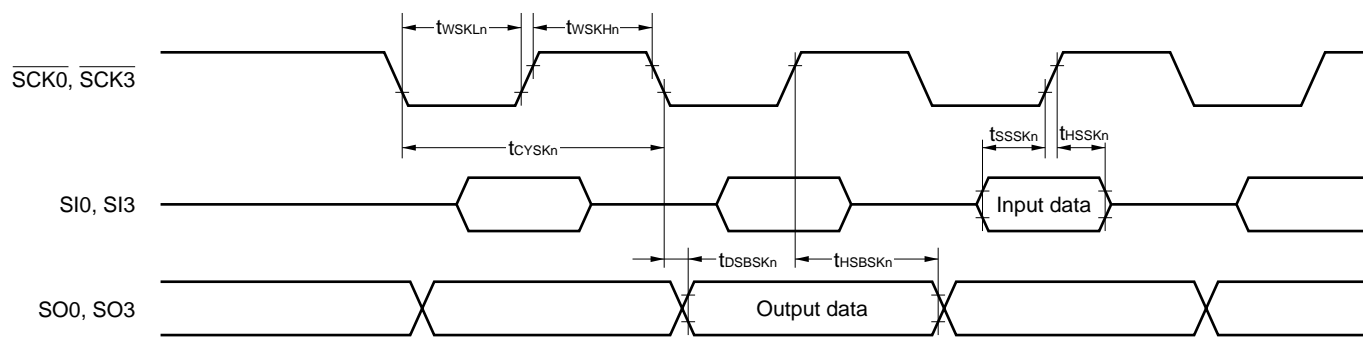 tWSKLn tWSKHn
SCK0, SCK3
tCYSKn
tSSSKn tHSSKn
SI0, SI3
Input data
tDSBSKn tHSBSKn
SO0, SO3
Output data